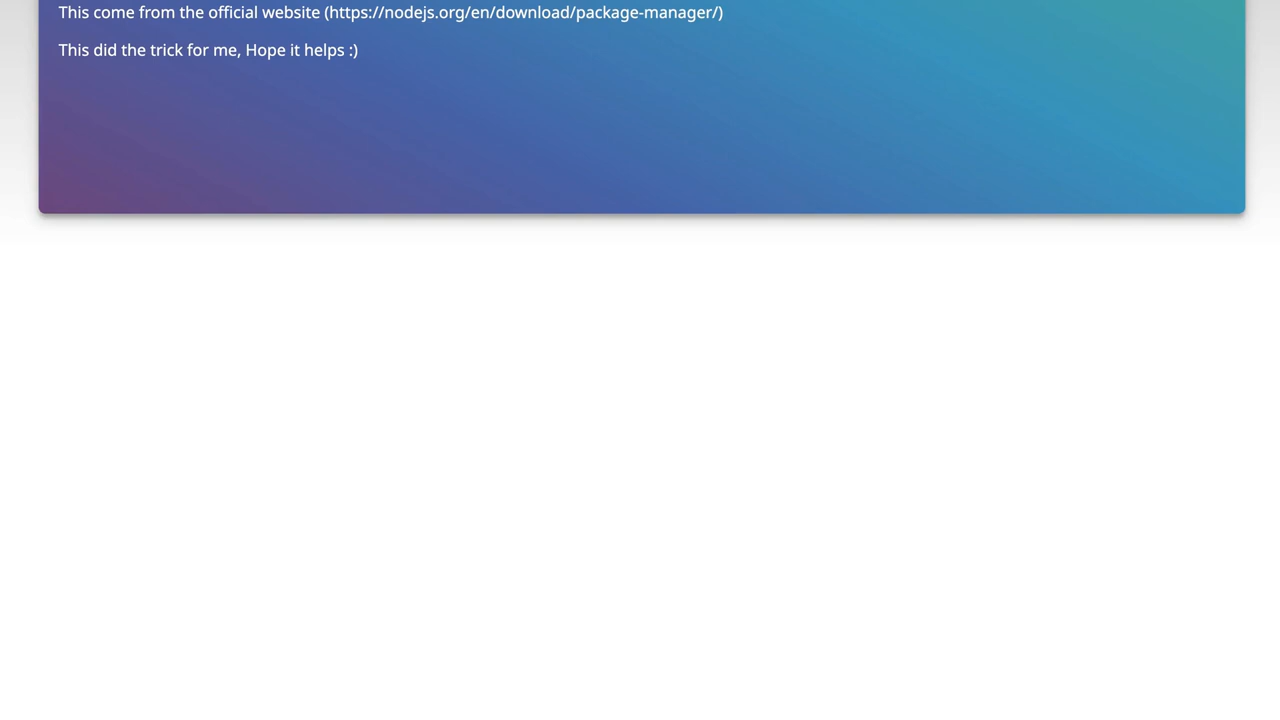 This come from the official website (https://nodejs.org/en/download/package-manager/)
This did the trick for me, Hope it helps :)